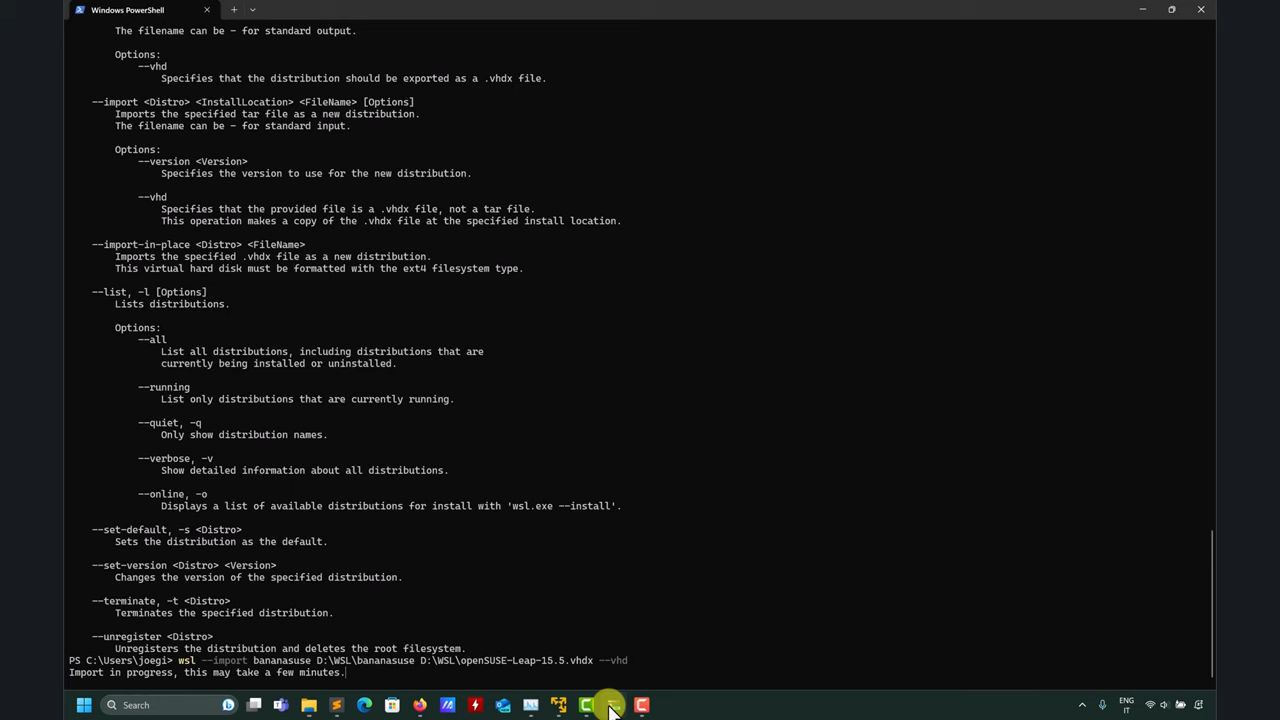 Windows PowerShell
The filename can be - for standard output.
Options:
--vhd
Specifies that the distribution should be exported as a .vhdx file.
--import <Distro> <InstallLocation> <FileName> [Options]
Imports the specified tar file as a new distribution.
The filename can be - for standard input.
Options:
--version <Version>
Specifies the version to use for the new distribution.
--vhd
Specifies that the provided file is a .vhdx file, not a tar file.
This operation makes a copy of the .vhdx file at the specified install location.
--import-in-place <Distro> <FileName>
Imports the specified .vhdx file as a new distribution.
This virtual hard disk must be formatted with the ext4 filesystem type.
--list, -l [Options]
Lists distributions.
Options:
--all
List all distributions, including distributions that are
currently being installed or uninstalled.
--running
List only distributions that are currently running.
--quiet, -q
Only show distribution names.
--verbose, -v
Show detailed information about all distributions.
--online, -o
Displays a list of available distributions for install with 'wsl.exe --install'.
--set-default, -s <Distro>
Sets the distribution as the default.
--set-version <Distro> <Version>
Changes the version of the specified distribution.
--terminate, -t <Distro>
Terminates the specified distribution.
--unregister <Distro>
Unregisters the distribution and deletes the root filesystem.
PS C:\Users\joegi> wsl --import bananasuse D:\WSL\bananasuse D:\WSL\openSUSE-Leap-15.5.vhdx --vhd
Import in progress, this may take a few minutes.
Search
ENG
IT